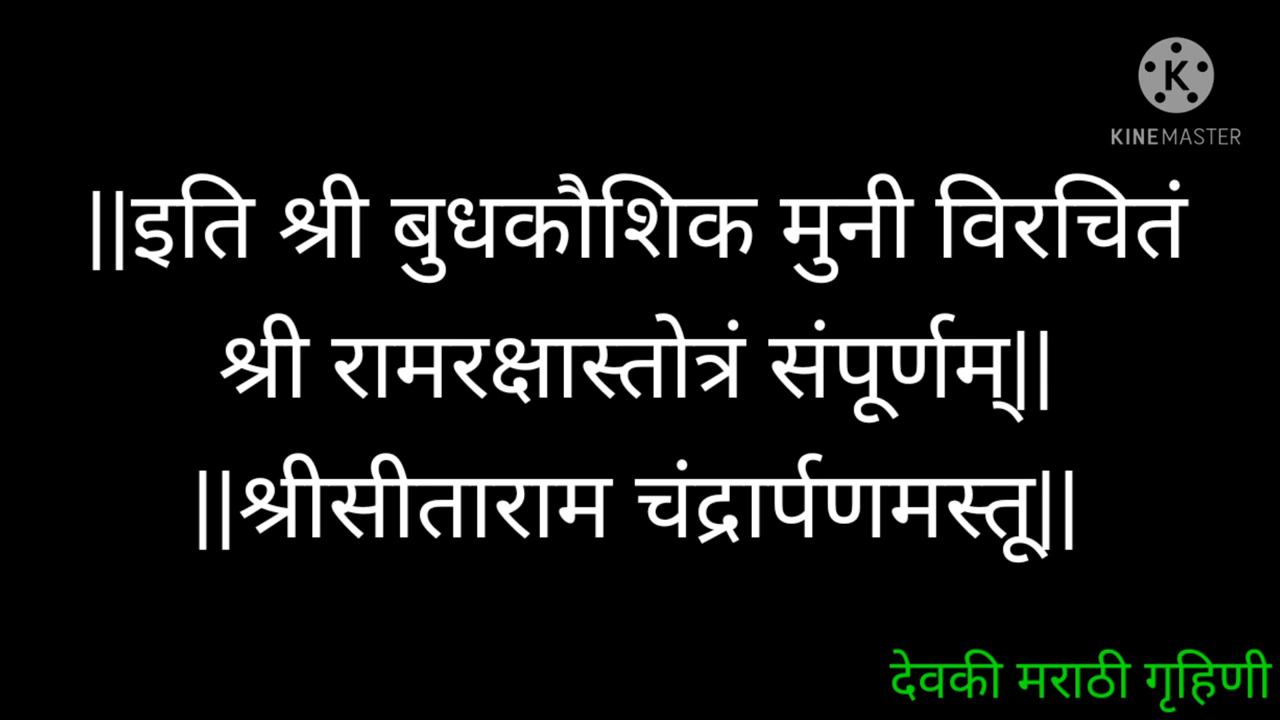 K
KINEMASTER
||इति श्री बुधकौशिक मुनी विरचितं
श्री रामरक्षास्तोत्रं संपूर्णम्||
||श्रीसीताराम चंद्रार्पणमस्तू||
देवकी मराठी गृहिणी